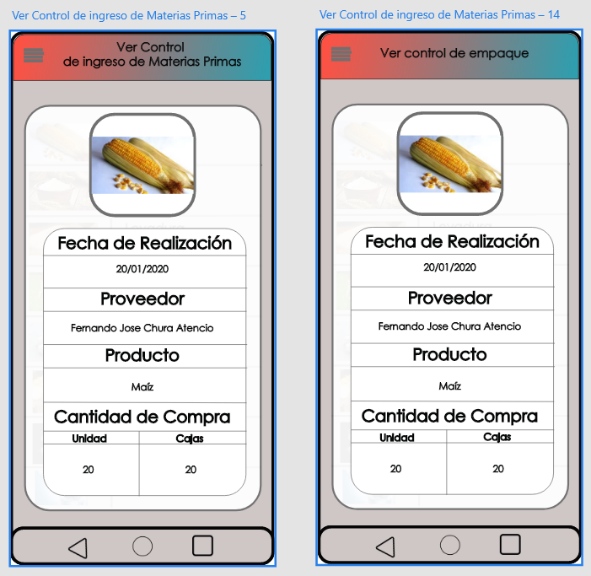 Ver Control de ingreso de Materias Primas – 5
Ver Control
de ingreso de Materias Primas
Fecha de Realización
20/01/2020
Proveedor
Fernando Jose Chura Atencio
Producto
Maíz
Cantidad de Compra
Unidad Cajas
20 20
Ver Control de ingreso de Materias Primas – 14
Ver control de empaque
Fecha de Realización
20/01/2020
Proveedor
Fernando Jose Chura Atencio
Producto
Maíz
Cantidad de Compra
Unidad Cajas
20 20